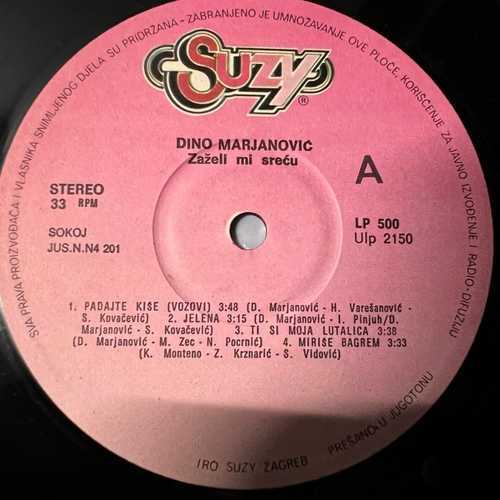 SVA PRAVA PROIZVOĐAČA I VLASNIKA SNIMLJENOG DJELA SU PRIDRŽANA - ZABRANJENO JE UMNOŽAVANJE OVE PLOČE, KORIŠĆENJE ZA JAVNO IZVOĐENJE I RADIO-DIFUZIJU
SUZY
®
DINO MARJANOVIĆ
Zaželi mi sreću
A
STEREO
33 RPM
SOKOJ
JUS.N.N4 201
LP 500
Ulp 2150
1. PADAJTE KIŠE (VOZOVI) 3:48 (D. Marjanović - H. Varešanović -
S. Kovačević) 2. JELENA 3:15 (D. Marjanović - I. Pinjuh/D.
Marjanović - S. Kovačević) 3. TI SI MOJA LUTALICA 3:38
(D. Marjanović - M. Zec - N. Pocrnić) 4. MIRIŠE BAGREM 3:33
(K. Monteno - Z. Krznarić - S. Vidović)
IRO SUZY ZAGREB
PREŠANO U JUGOTONU